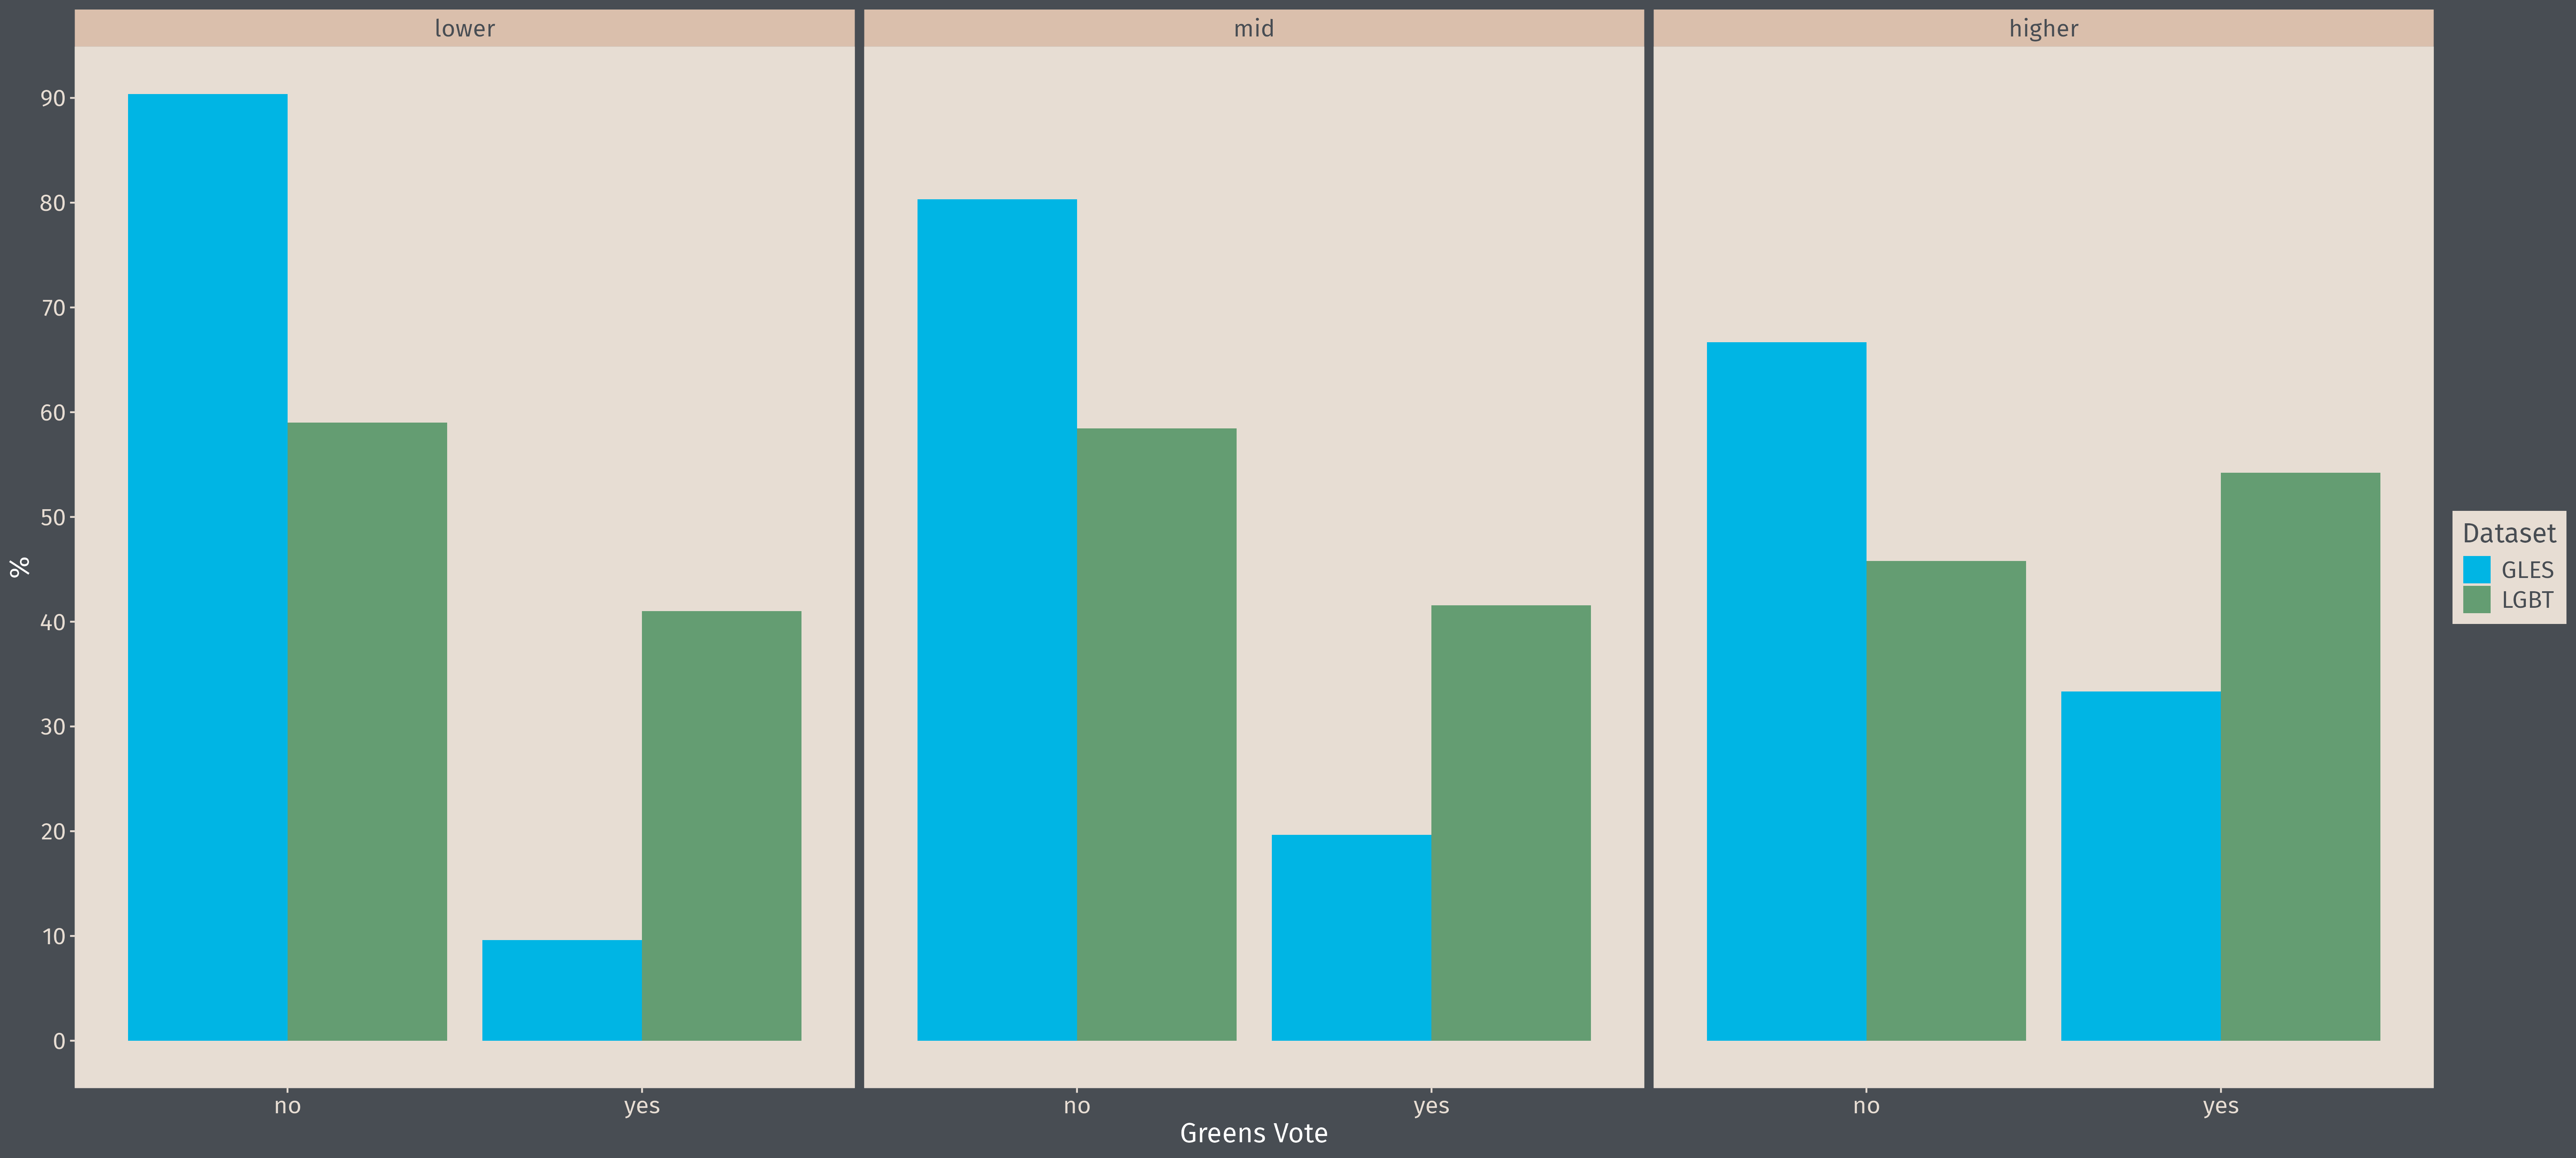 lower
mid
higher
90
80
70
60
50
40
30
20
10
0
%
no
yes
no
yes
no
yes
Greens Vote
Dataset
GLES
LGBT